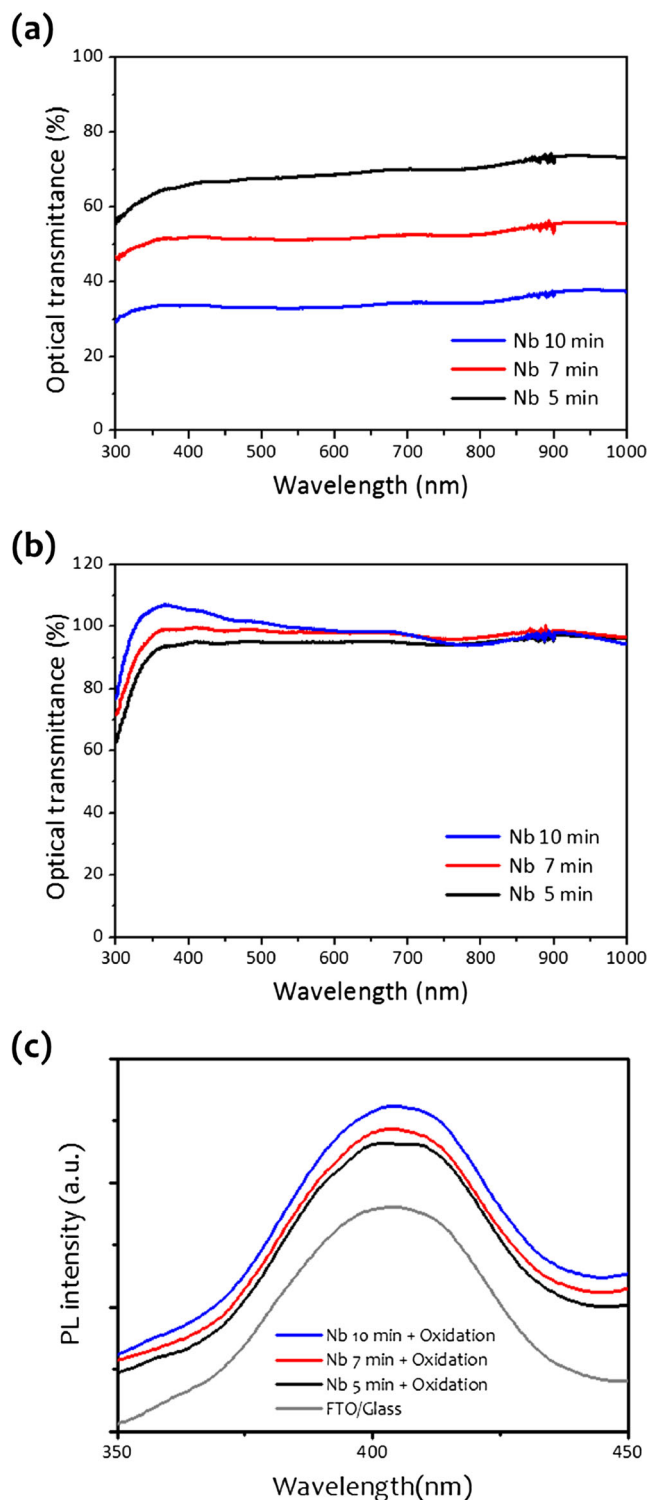 (a)
100
80
60
40
20
0
Optical transmittance (%)
Nb 10 min
Nb 7 min
Nb 5 min
300 400 500 600 700 800 900 1000
Wavelength (nm)
(b)
120
100
80
60
40
20
0
Optical transmittance (%)
Nb 10 min
Nb 7 min
Nb 5 min
300 400 500 600 700 800 900 1000
Wavelength (nm)
(c)
PL intensity (a.u.)
Nb 10 min + Oxidation
Nb 7 min + Oxidation
Nb 5 min + Oxidation
FTO/Glass
350 400 450
Wavelength(nm)